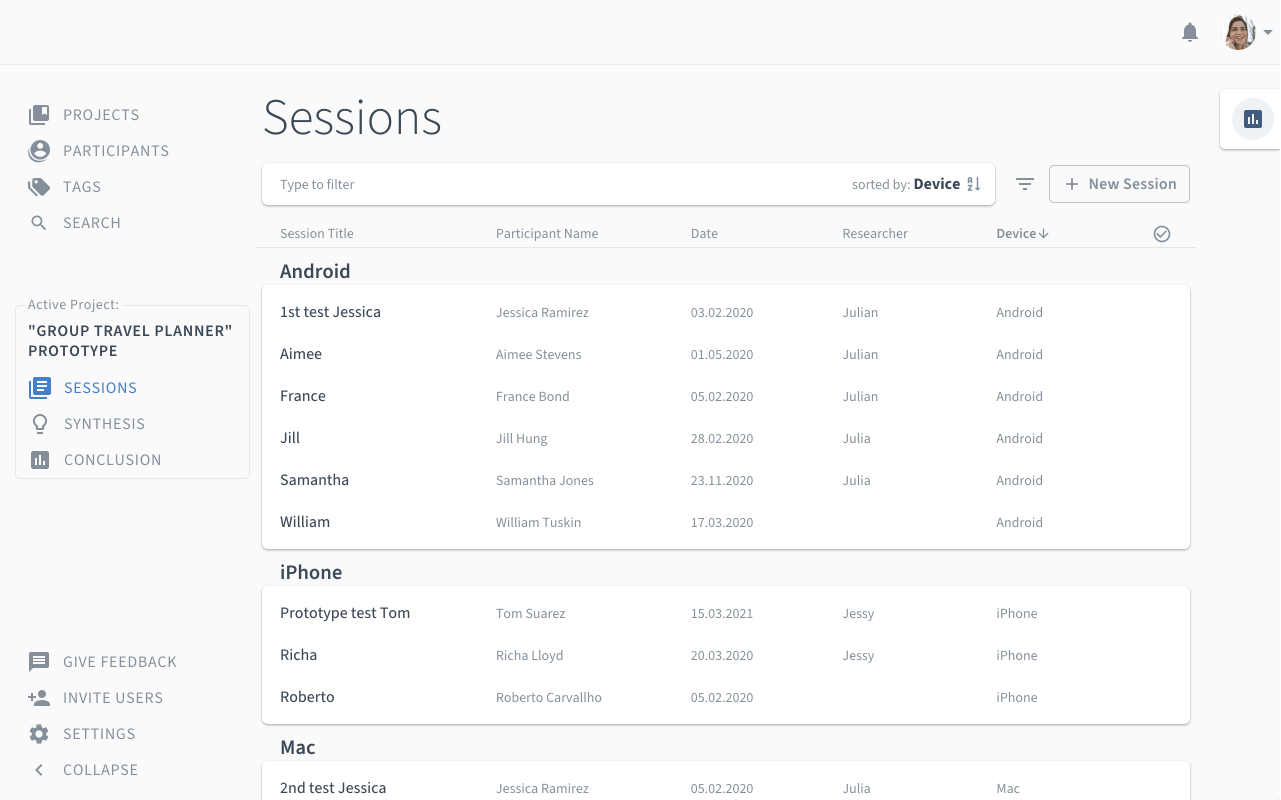 PROJECTS
PARTICIPANTS
TAGS
SEARCH
Active Project:
"GROUP TRAVEL PLANNER"
PROTOTYPE
SESSIONS
SYNTHESIS
CONCLUSION
GIVE FEEDBACK
INVITE USERS
SETTINGS
COLLAPSE
Sessions
Type to filter sorted by: Device
New Session
Session Title Participant Name Date Researcher Device
Android
1st test Jessica Jessica Ramirez 03.02.2020 Julian Android
Aimee Aimee Stevens 01.05.2020 Julian Android
France France Bond 05.02.2020 Julian Android
Jill Jill Hung 28.02.2020 Julia Android
Samantha Samantha Jones 23.11.2020 Julia Android
William William Tuskin 17.03.2020 Android
iPhone
Prototype test Tom Tom Suarez 15.03.2021 Jessy iPhone
Richa Richa Lloyd 20.03.2020 Jessy iPhone
Roberto Roberto Carvallho 05.02.2020 iPhone
Mac
2nd test Jessica Jessica Ramirez 05.02.2020 Julia Mac